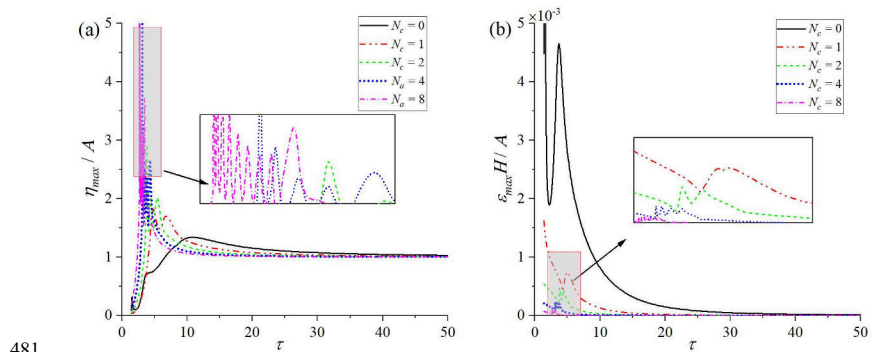 (a)
N_c = 0
N_c = 1
N_c = 2
N_a = 4
N_a = 8
η_max / A
5
4
3
2
1
0
0 10 20 30 40 50
τ
(b)
×10⁻³
N_c = 0
N_c = 1
N_c = 2
N_c = 4
N_c = 8
ε_max H / A
5
4
3
2
1
0
0 10 20 30 40 50
τ
481